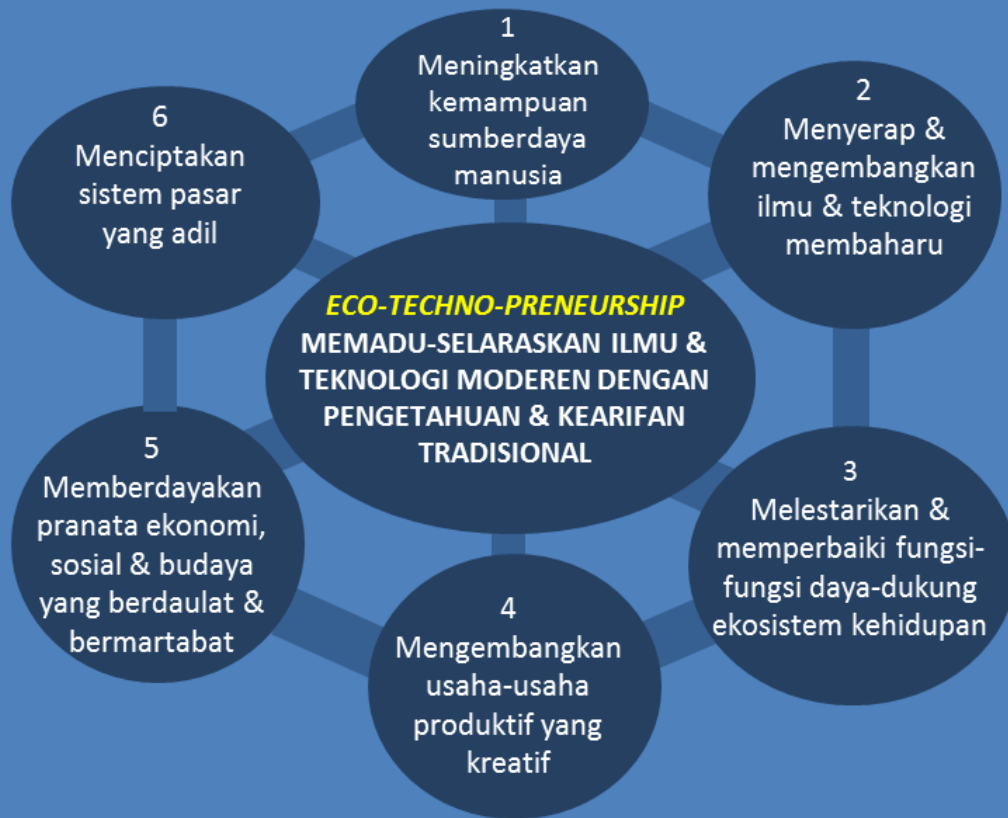 1
Meningkatkan
kemampuan
sumberdaya
manusia
2
Menyerap &
mengembangkan
ilmu & teknologi
membaharu
3
Melestarikan &
memperbaiki fungsi-
fungsi daya-dukung
ekosistem kehidupan
4
Mengembangkan
usaha-usaha
produktif yang
kreatif
5
Memberdayakan
pranata ekonomi,
sosial & budaya
yang berdaulat &
bermartabat
6
Menciptakan
sistem pasar
yang adil
ECO-TECHNO-PRENEURSHIP
MEMADU-SELARASKAN ILMU &
TEKNOLOGI MODEREN DENGAN
PENGETAHUAN & KEARIFAN
TRADISIONAL